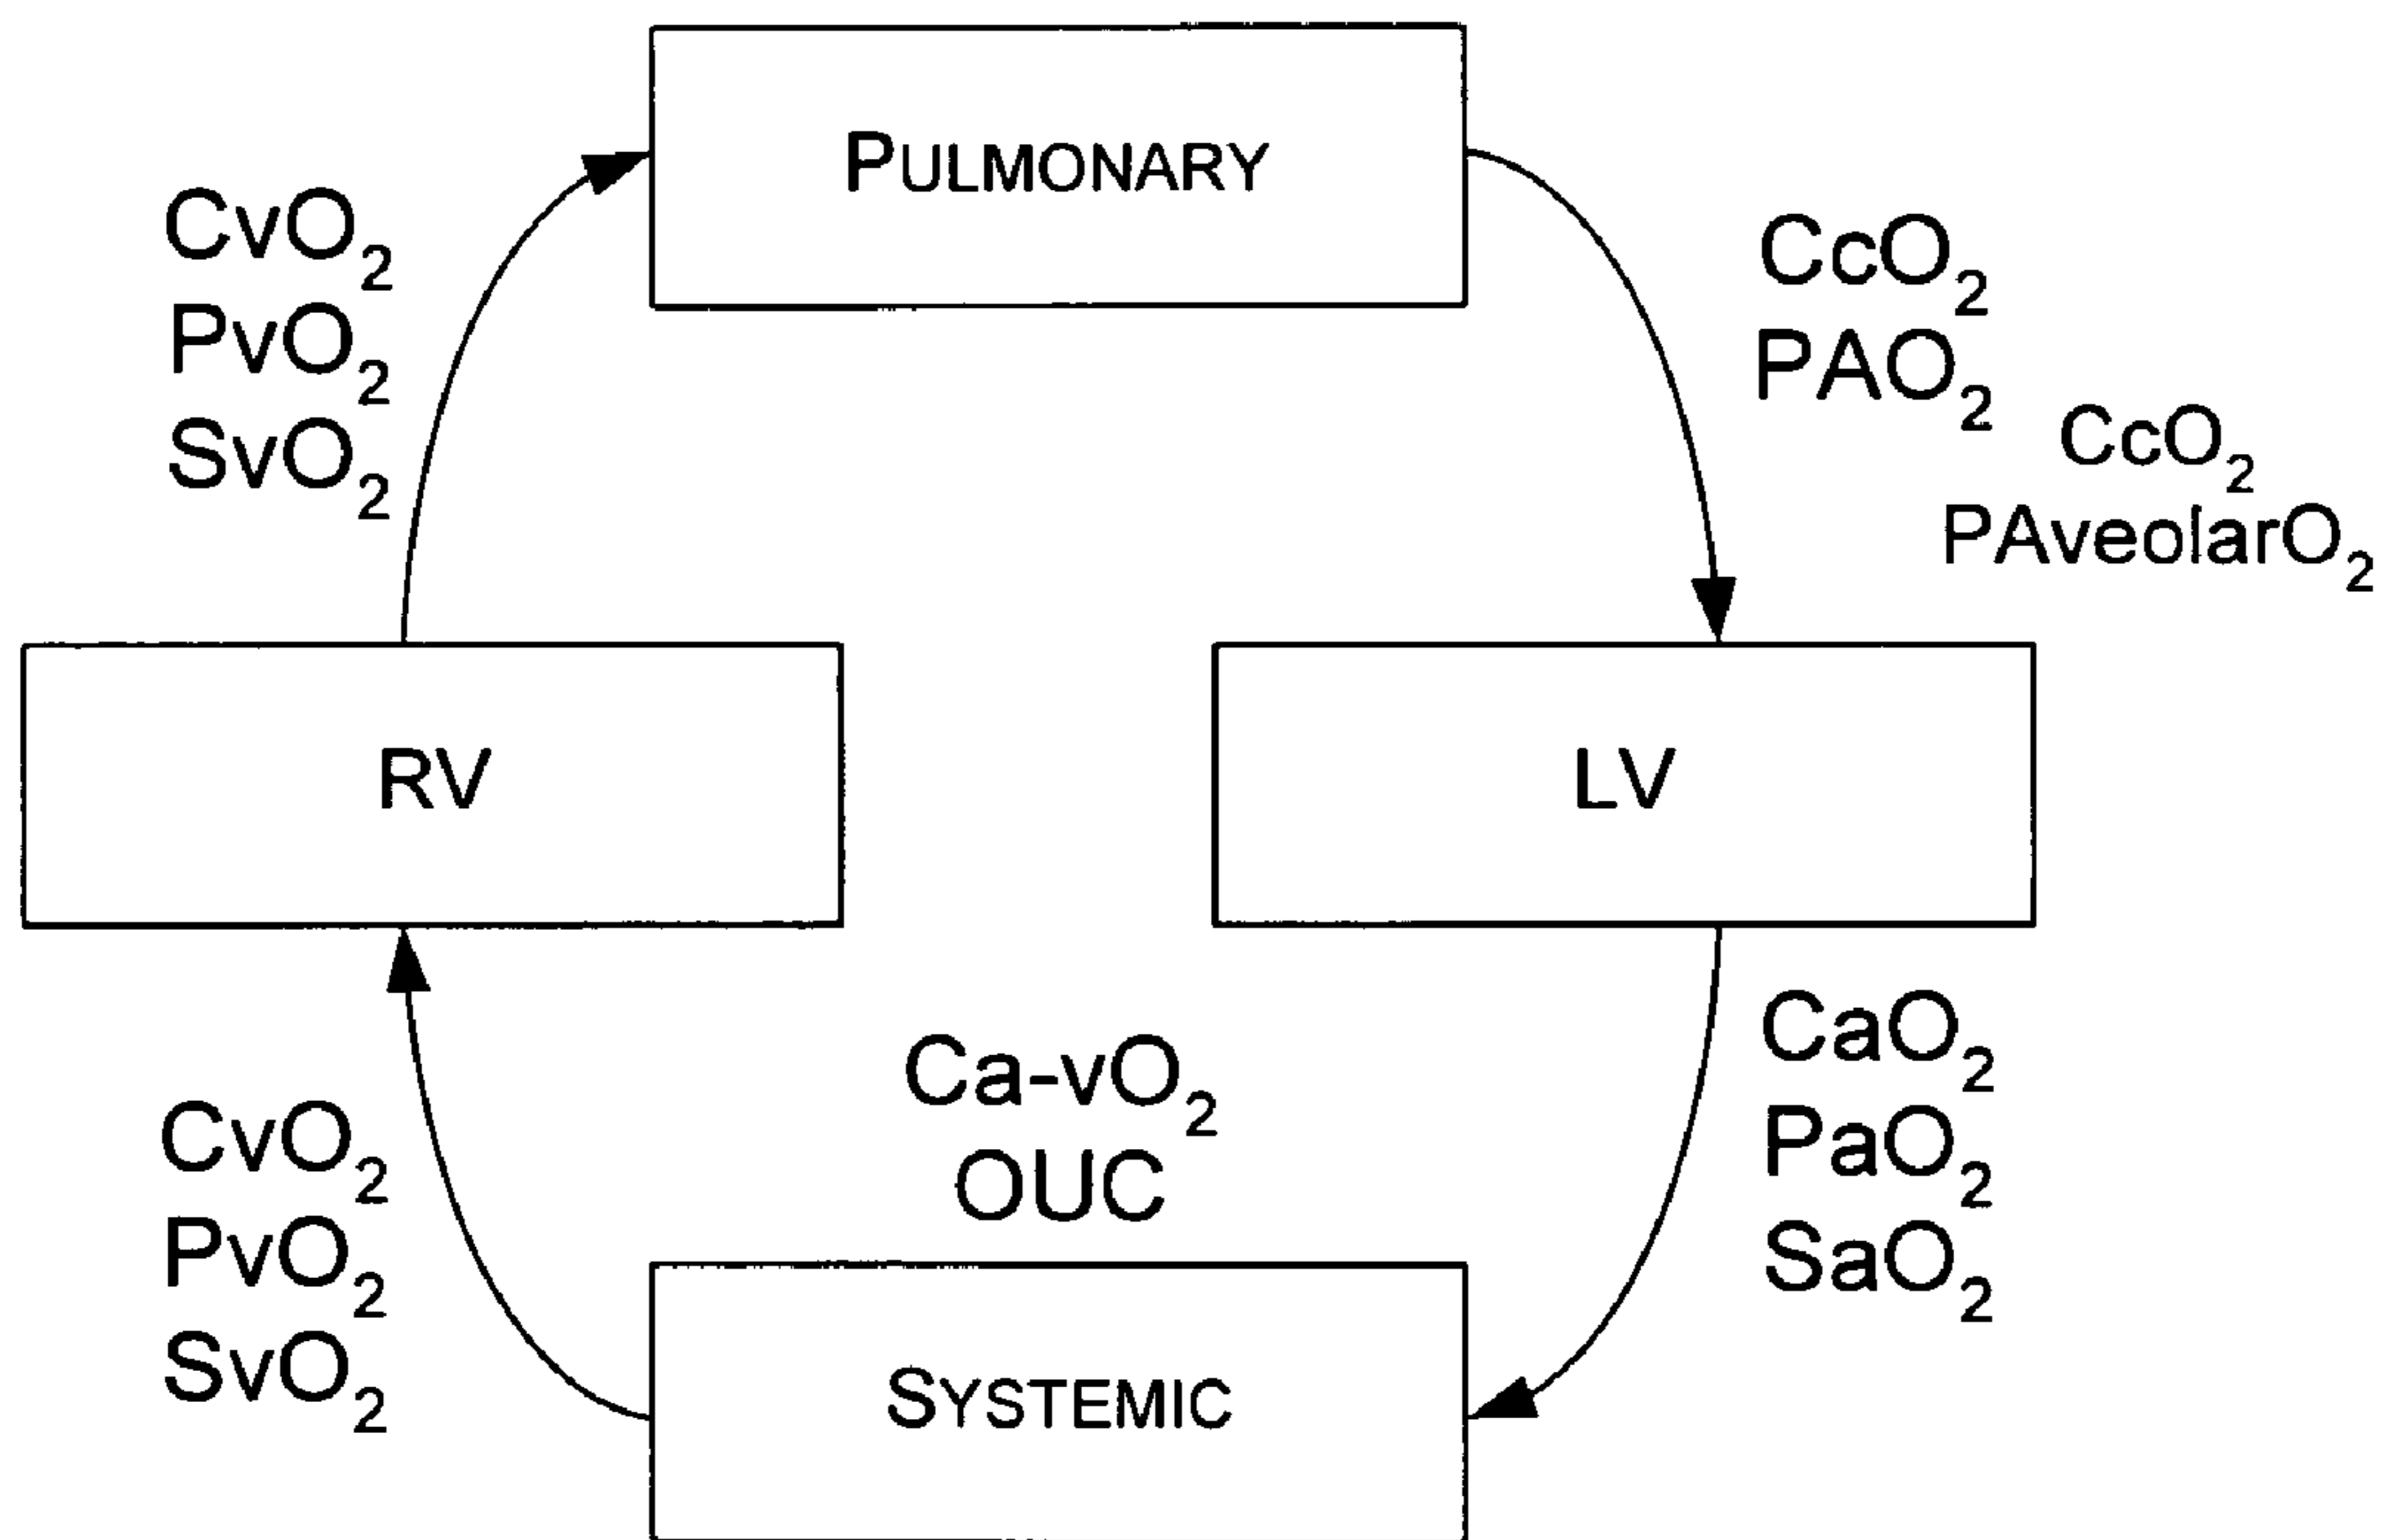 PULMONARY
CvO₂
PvO₂
SvO₂
CcO₂
PAO₂
CcO₂
PAveolarO₂
RV
LV
Ca-vO₂
OUC
CaO₂
PaO₂
SaO₂
CvO₂
PvO₂
SvO₂
SYSTEMIC